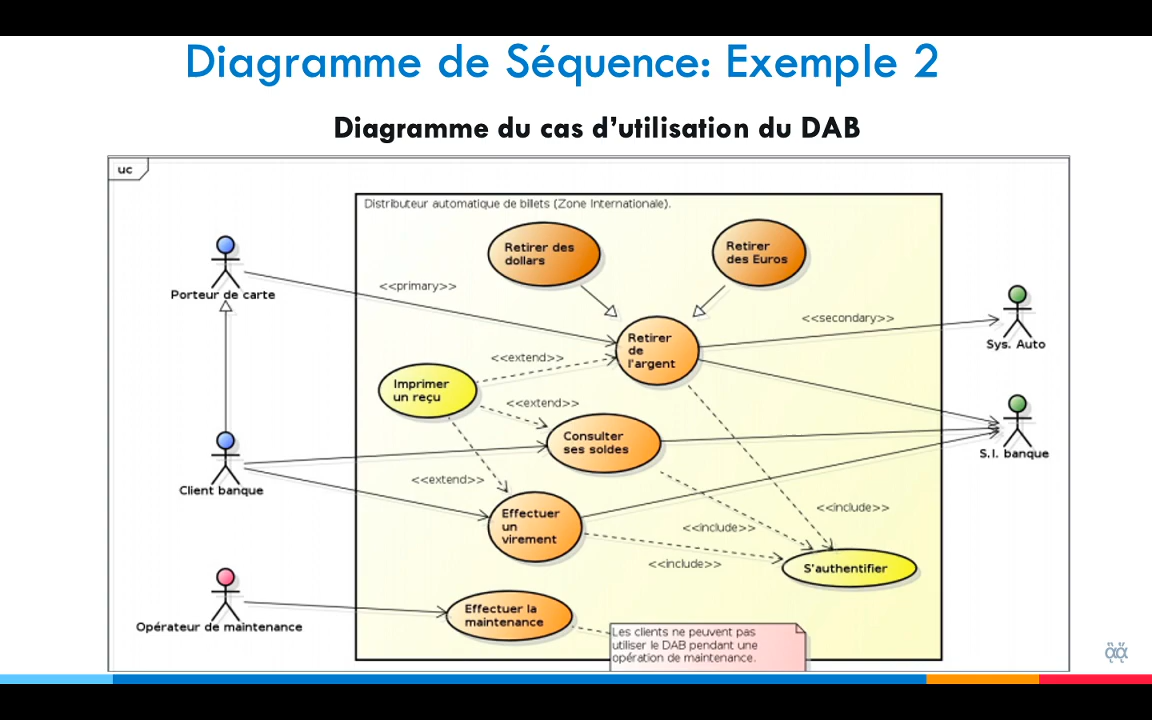 Diagramme de Séquence: Exemple 2
Diagramme du cas d'utilisation du DAB
uc
Distributeur automatique de billets (Zone Internationale).
Retirer des
dollars
Retirer
des Euros
Porteur de carte
<<primary>>
<<secondary>>
Sys. Auto
Retirer
de
l'argent
<<extend>>
Imprimer
un reçu
<<extend>>
Consulter
ses soldes
S.I. banque
Client banque
<<extend>>
Effectuer
un
virement
<<include>>
<<include>>
<<include>>
S'authentifier
Opérateur de maintenance
Effectuer la
maintenance
Les clients ne peuvent pas
utiliser le DAB pendant une
opération de maintenance.